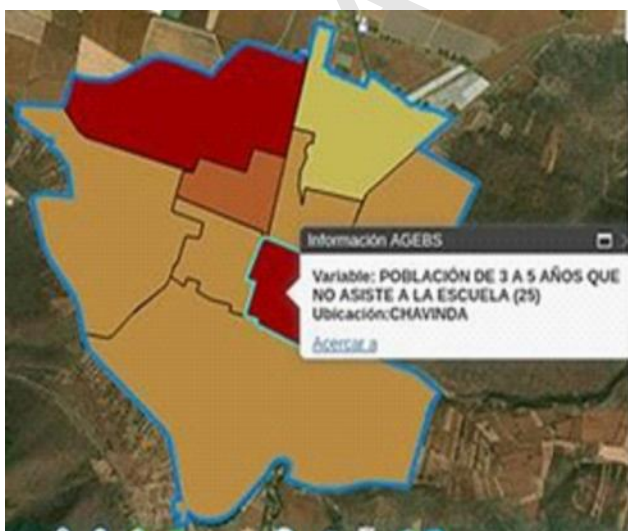 Información AGEBS
Variable: POBLACIÓN DE 3 A 5 AÑOS QUE
NO ASISTE A LA ESCUELA (25)
Ubicación:CHAVINDA
Acercar a